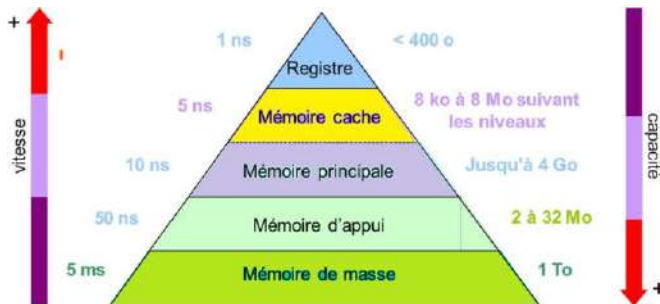 +
1 ns
< 400 o
Registre
5 ns
Mémoire cache
8 ko à 8 Mo suivant
les niveaux
vitesse
capacité
10 ns
Mémoire principale
Jusqu'à 4 Go
50 ns
Mémoire d'appui
2 à 32 Mo
5 ms
Mémoire de masse
1 To
+